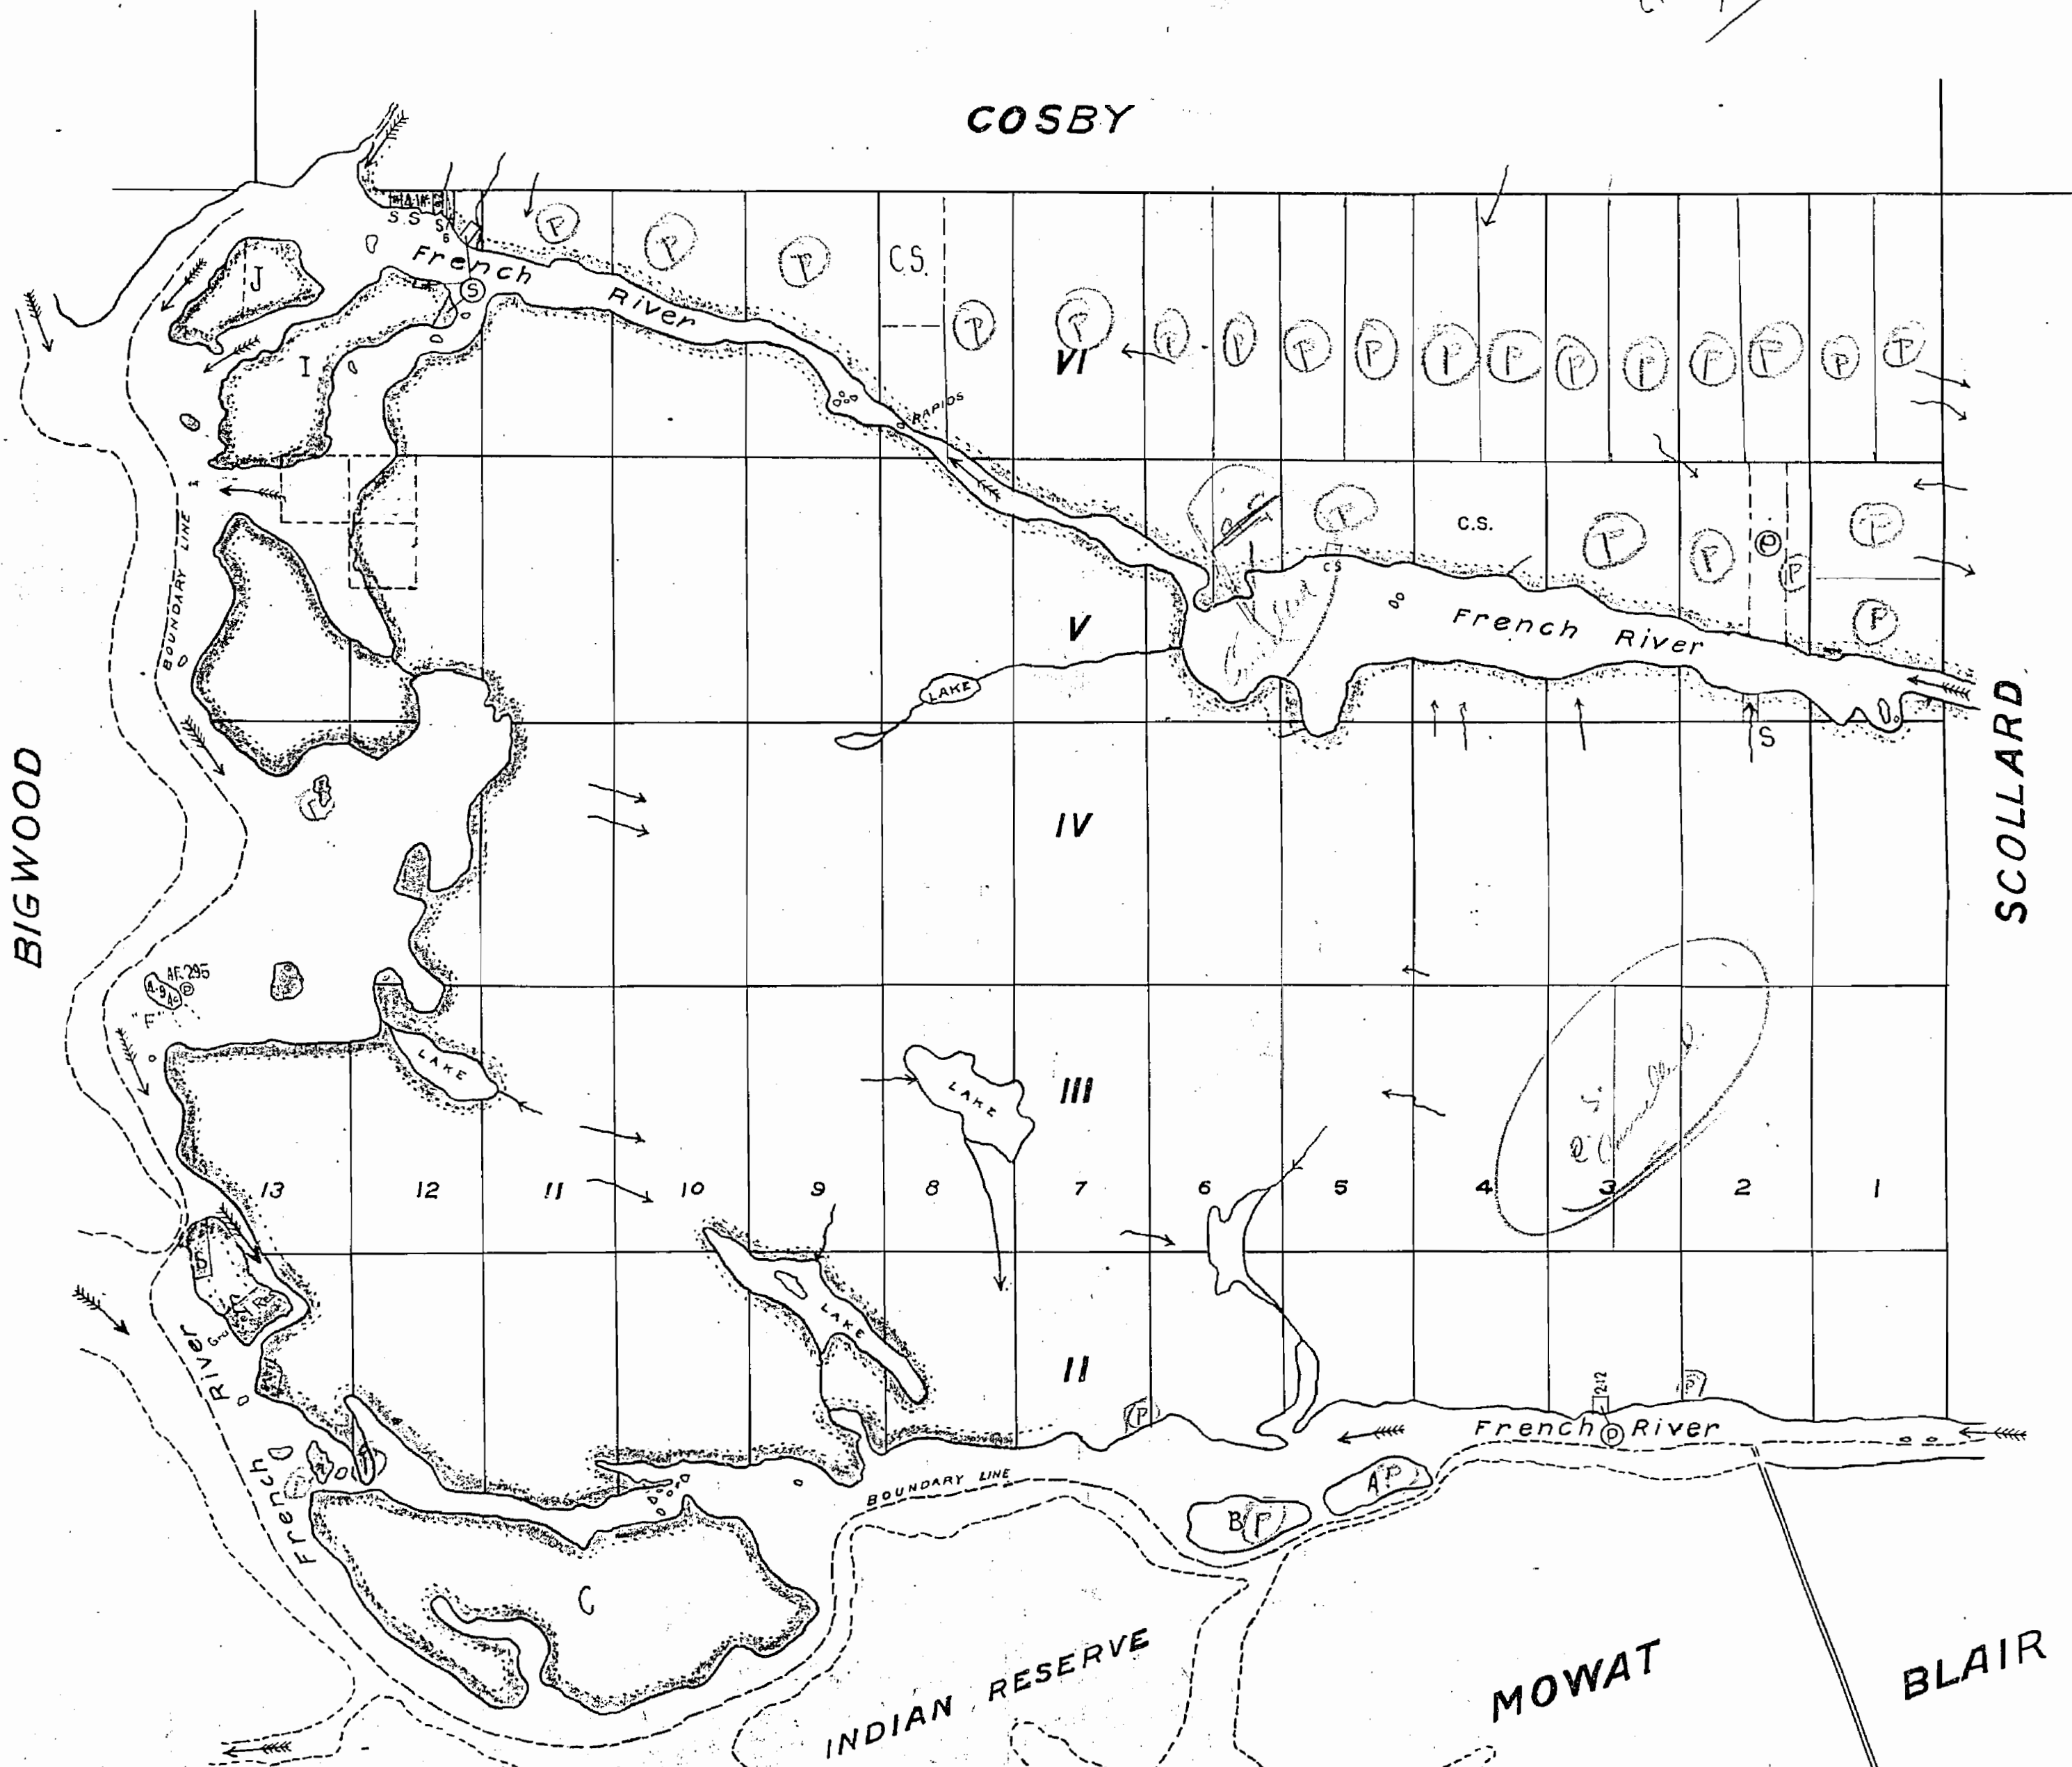 COSBY
S.S
S
6
French River
S
P
P
P
C.S.
J
I
P
P
P
P
P
P
P
P
P
P
P
P
P
P
VI
RAPIDS
P
C.S.
P
P
P
P
P
P
C S
BOUNDARY LINE
V
French River
LAKE
S
BIGWOOD
SCOLLARD
IV
AF. 295
A-9 Ac
P
"F"
LAKE
LAKE
III
13 12 11 10 9 8 7 6 5 4 3 2 1
LAKE
II
French River
P
212
P
French P River
BOUNDARY LINE
A P
B P
C
INDIAN RESERVE
MOWAT
BLAIR